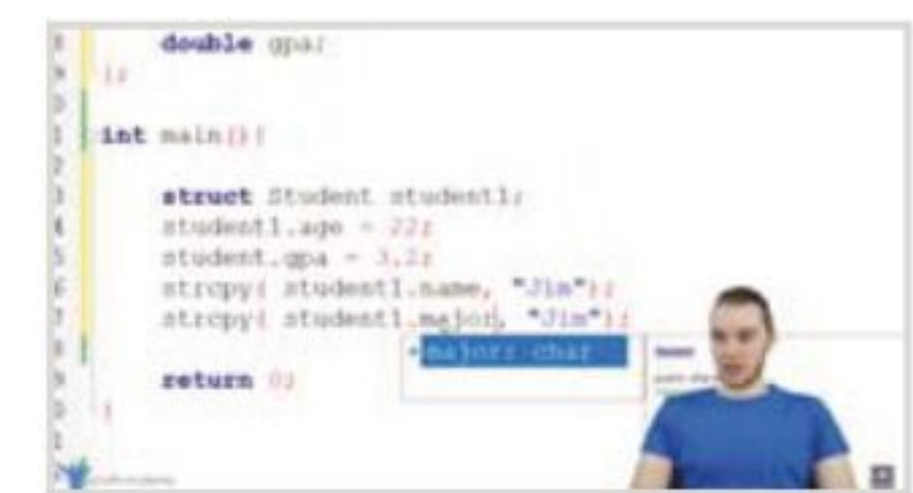 double gpa;
};
int main(){
struct Student student1;
student1.age = 22;
student.gpa = 3.2;
strcpy( student1.name, "Jim");
strcpy( student1.major, "Jim");
major: char
return 0;
}